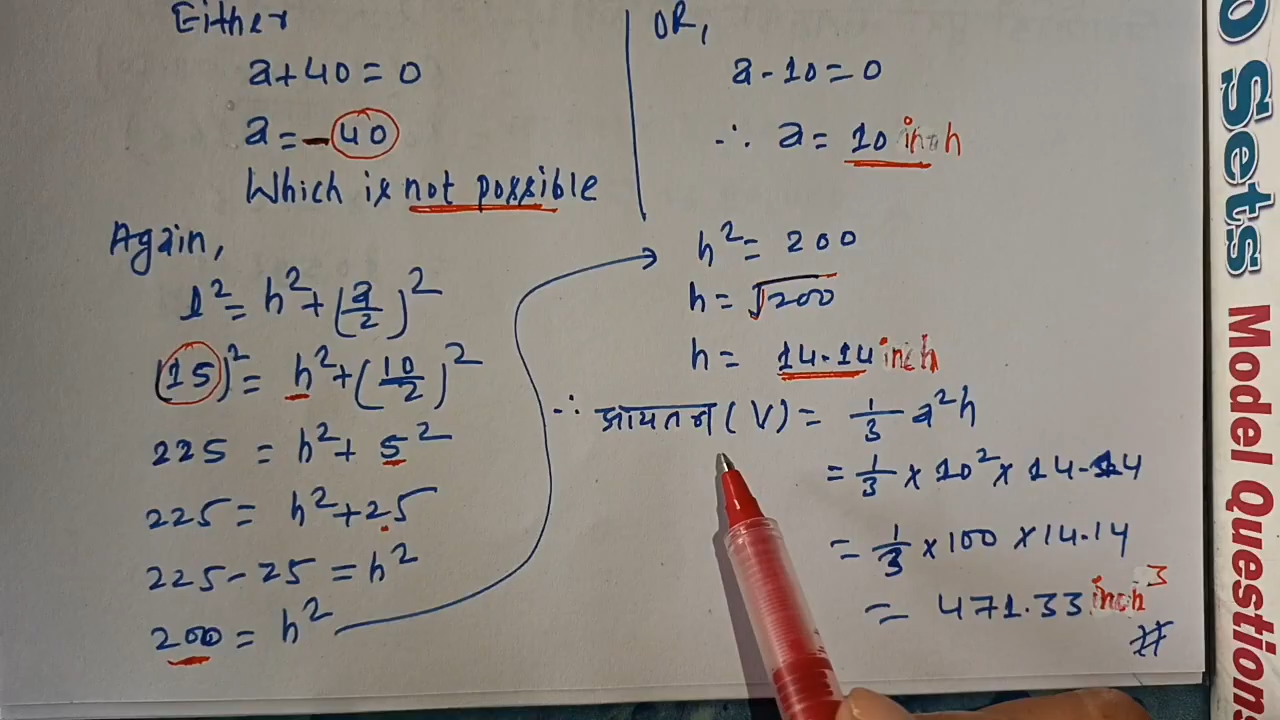 Either
a+40=0
a=-40
Which is not possible
Again,
l²=h²+(a/2)²
(15)²=h²+(10/2)²
225 = h²+5²
225= h²+25
225-25=h²
200=h²
OR,
a-10=0
∴ a= 10 inch
h²= 200
h= √200
h= 14.14 inch
∴ आयतन (V)= 1/3 a²h
= 1/3 × 10² × 14.14
= 1/3 × 100 × 14.14
= 471.33 inch³
#
0 Sets Model Questions